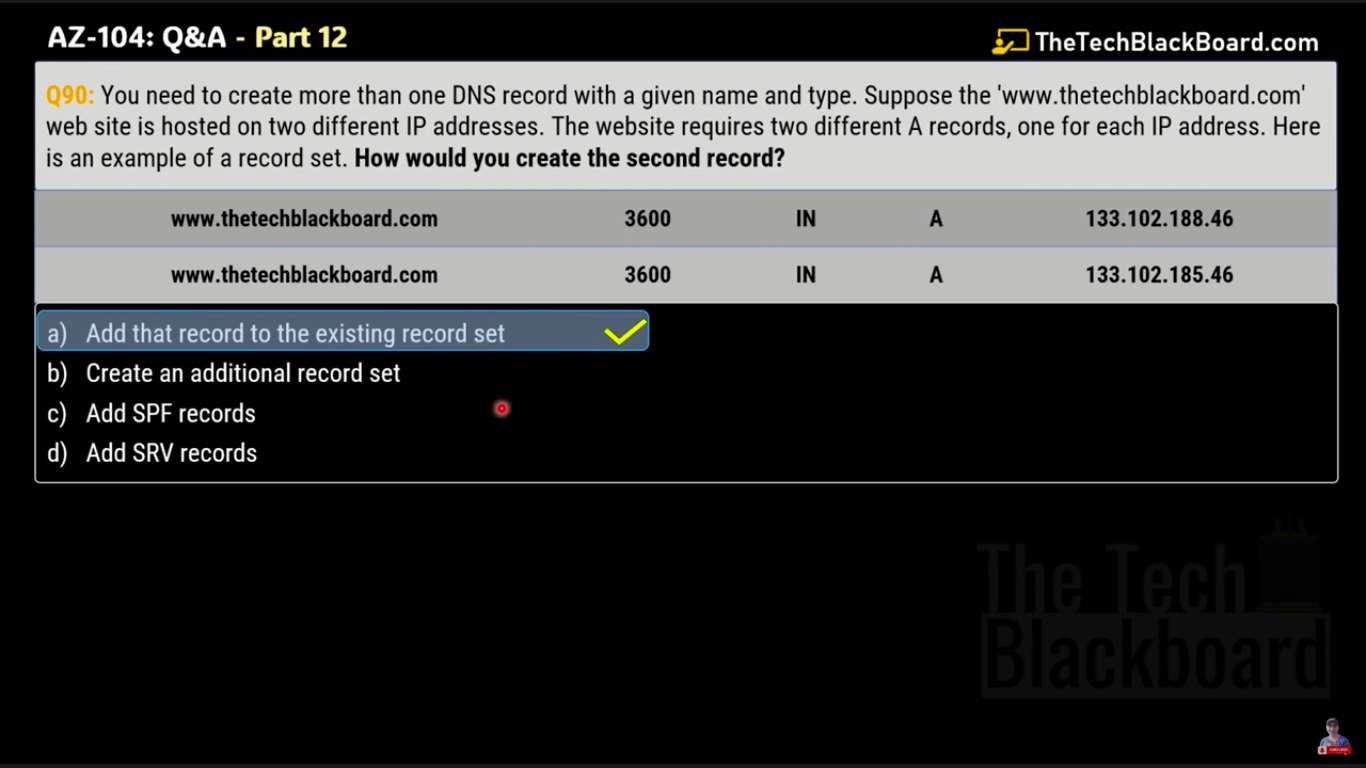 AZ-104: Q&A - Part 12
TheTechBlackBoard.com
Q90: You need to create more than one DNS record with a given name and type. Suppose the 'www.thetechblackboard.com'
web site is hosted on two different IP addresses. The website requires two different A records, one for each IP address. Here
is an example of a record set. How would you create the second record?
www.thetechblackboard.com 3600 IN A 133.102.188.46
www.thetechblackboard.com 3600 IN A 133.102.185.46
a) Add that record to the existing record set
b) Create an additional record set
c) Add SPF records
d) Add SRV records
The Tech
Blackboard